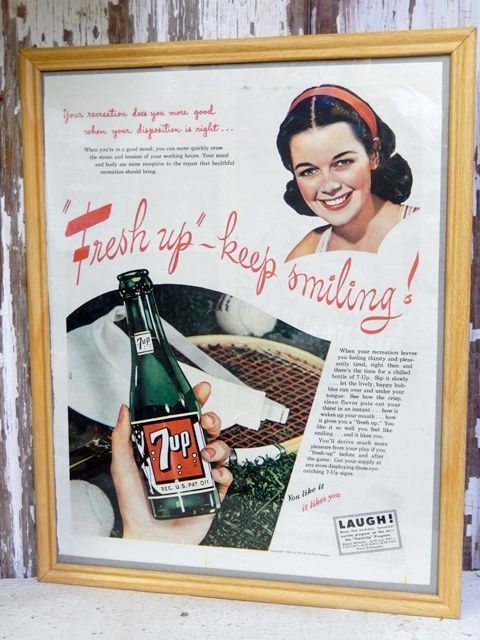 Your recreation does you more good
when your disposition is right...
When you're in a good mood, you can more quickly erase
the strain and tension of your working hours. Your mind
and body are more receptive to the repair that healthful
recreation should bring.
"Fresh up" - keep smiling!
When your recreation leaves
you feeling thirsty and pleas-
antly tired, right then and
there's the time for a chilled
bottle of 7-Up. Sip it slowly
. . . let the lively, happy bub-
bles run over and under your
tongue. See how the crisp,
clean flavor puts out your
thirst in an instant . . . how it
wakes up your mouth . . . how
it gives you a "fresh up." You
like it so well you feel like
smiling . . . and it likes you.
You'll derive much more
pleasure from your play if you
"fresh up" before and after
the game. Get your supply at
any store displaying those eye-
catching 7-Up signs.
7up
7up
REG. U.S. PAT. OFF
You like it
it likes you
LAUGH!